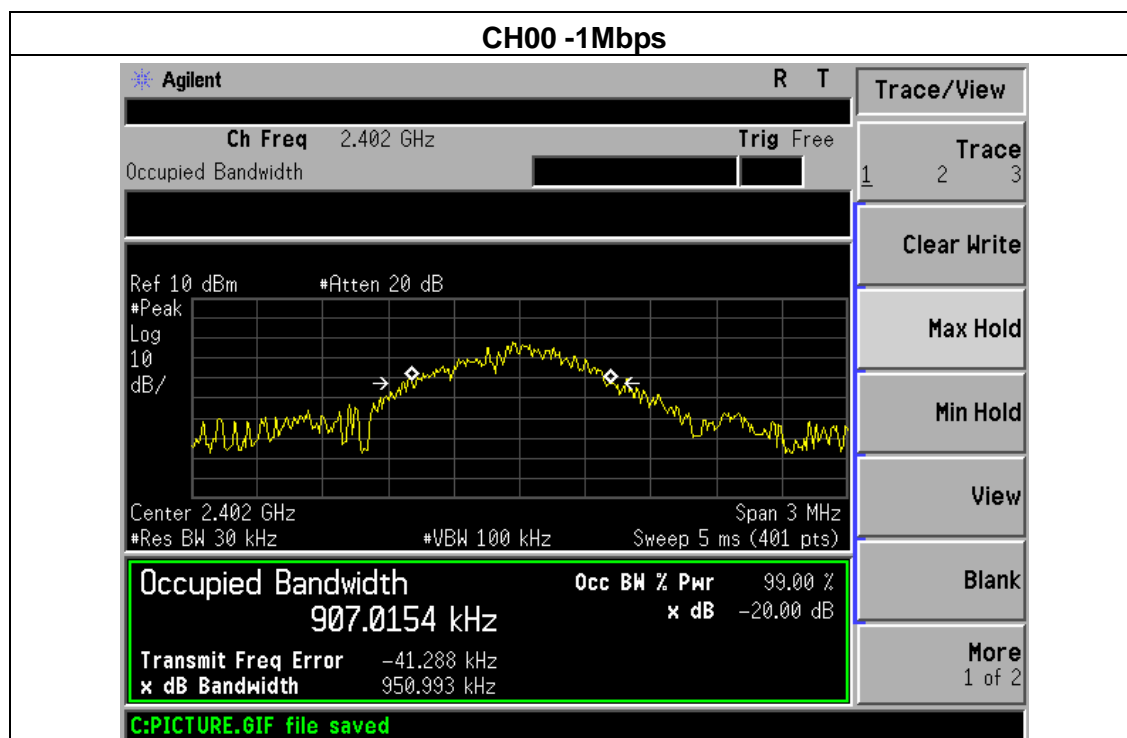 CH00 -1Mbps
Agilent R T
Ch Freq 2.402 GHz Trig Free
Occupied Bandwidth
Ref 10 dBm #Atten 20 dB
#Peak
Log
10
dB/
Center 2.402 GHz Span 3 MHz
#Res BW 30 kHz #VBW 100 kHz Sweep 5 ms (401 pts)
Occupied Bandwidth Occ BW % Pwr 99.00 %
907.0154 kHz x dB -20.00 dB
Transmit Freq Error -41.288 kHz
x dB Bandwidth 950.993 kHz
C:PICTURE.GIF file saved
Trace/View
Trace
1 2 3
Clear Write
Max Hold
Min Hold
View
Blank
More
1 of 2